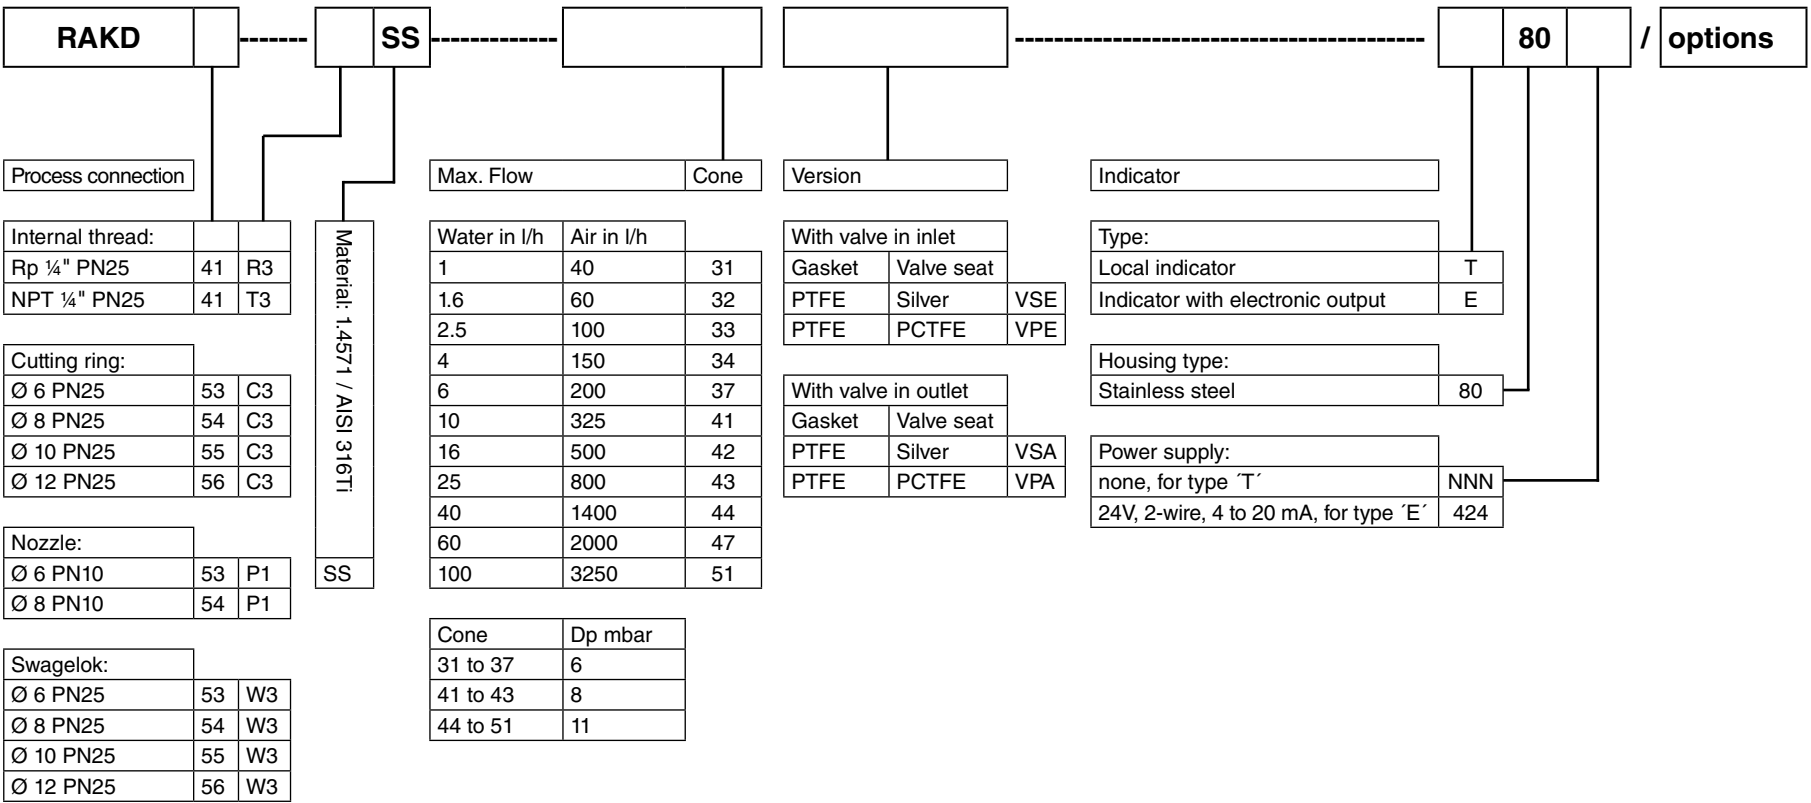 RAKD ------- SS ------------- ---------------------------------------- 80 / options
Process connection
Internal thread:
Rp ¼" PN25 41 R3
NPT ¼" PN25 41 T3
Cutting ring:
Ø 6 PN25 53 C3
Ø 8 PN25 54 C3
Ø 10 PN25 55 C3
Ø 12 PN25 56 C3
Nozzle:
Ø 6 PN10 53 P1
Ø 8 PN10 54 P1
Swagelok:
Ø 6 PN25 53 W3
Ø 8 PN25 54 W3
Ø 10 PN25 55 W3
Ø 12 PN25 56 W3
Material: 1.4571 / AISI 316Ti
SS
Max. Flow Cone
Water in l/h Air in l/h
1 40 31
1.6 60 32
2.5 100 33
4 150 34
6 200 37
10 325 41
16 500 42
25 800 43
40 1400 44
60 2000 47
100 3250 51
Cone Dp mbar
31 to 37 6
41 to 43 8
44 to 51 11
Version
With valve in inlet
Gasket Valve seat
PTFE Silver VSE
PTFE PCTFE VPE
With valve in outlet
Gasket Valve seat
PTFE Silver VSA
PTFE PCTFE VPA
Indicator
Type:
Local indicator T
Indicator with electronic output E
Housing type:
Stainless steel 80
Power supply:
none, for type ´T´ NNN
24V, 2-wire, 4 to 20 mA, for type ´E´ 424